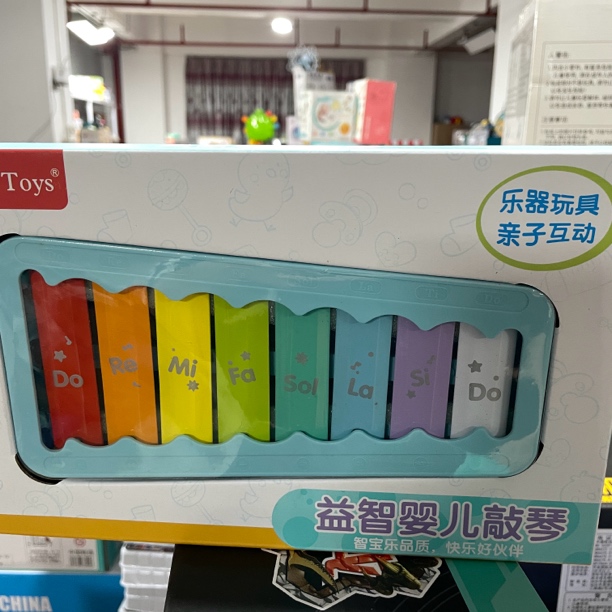 Toys®
乐器玩具
亲子互动
Do Re Mi Fa Sol La Si Do
益智婴儿敲琴
智宝乐品质，快乐好伙伴
CHINA